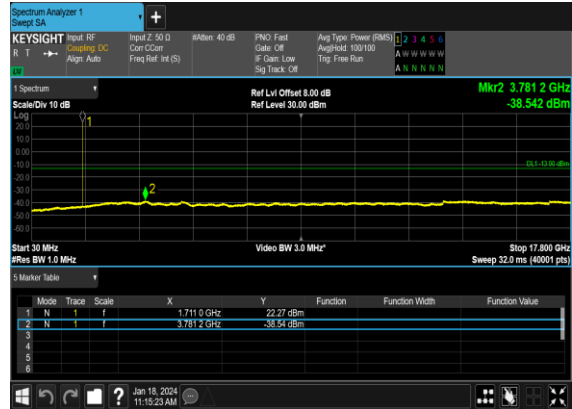 Spectrum Analyzer 1
Swept SA
+
KEYSIGHT Input: RF Input Z: 50 Ω #Atten: 40 dB PNO: Fast Avg Type: Power (RMS) 1 2 3 4 5 6
R T Coupling: DC Corr CCorr Gate: Off Avg|Hold: 100/100 A W W W W W
Align: Auto Freq Ref: Int (S) IF Gain: Low Trig: Free Run
Sig Track: Off A N N N N N
1 Spectrum Ref Lvl Offset 8.00 dB Mkr2 3.781 2 GHz
Scale/Div 10 dB Ref Level 30.00 dBm -38.542 dBm
Log
20.0
10.0
0.00
-10.0
-20.0
-30.0
-40.0
-50.0
-60.0
1
2
DL1 -13.00 dBm
Start 30 MHz Video BW 3.0 MHz* Stop 17.800 GHz
#Res BW 1.0 MHz Sweep 32.0 ms (40001 pts)
5 Marker Table
Mode Trace Scale X Y Function Function Width Function Value
1 N 1 f 1.711 0 GHz 22.27 dBm
2 N 1 f 3.781 2 GHz -38.54 dBm
3
4
5
6
? Jan 18, 2024
11:15:23 AM